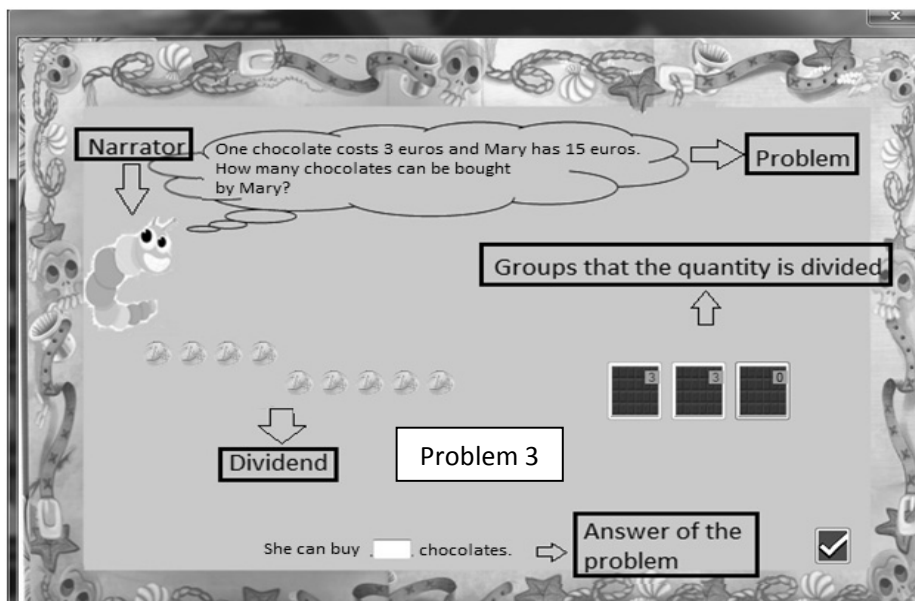 Narrator
One chocolate costs 3 euros and Mary has 15 euros.
How many chocolates can be bought
by Mary?
Problem
Groups that the quantity is divided
3 3 0
Dividend
Problem 3
She can buy chocolates.
Answer of the
problem